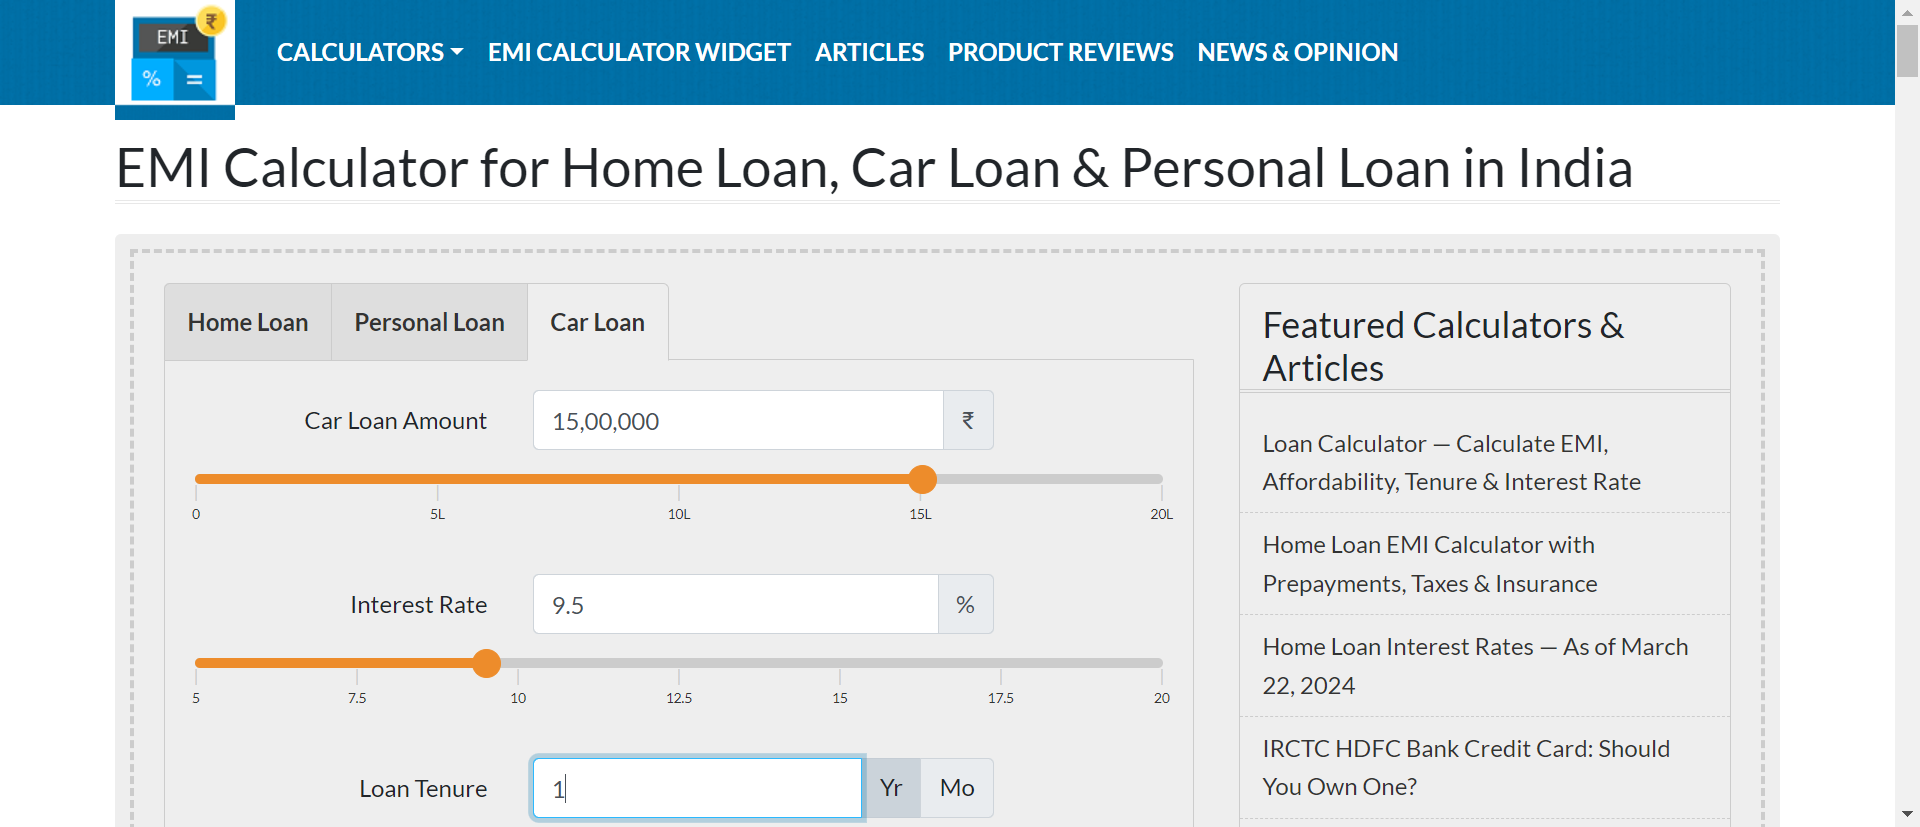 EMI
₹
%
=
CALCULATORS
EMI CALCULATOR WIDGET
ARTICLES
PRODUCT REVIEWS
NEWS & OPINION
EMI Calculator for Home Loan, Car Loan & Personal Loan in India
Home Loan
Personal Loan
Car Loan
Car Loan Amount
15,00,000
₹
0
5L
10L
15L
20L
Interest Rate
9.5
%
5
7.5
10
12.5
15
17.5
20
Loan Tenure
1
Yr
Mo
Featured Calculators &
Articles
Loan Calculator — Calculate EMI,
Affordability, Tenure & Interest Rate
Home Loan EMI Calculator with
Prepayments, Taxes & Insurance
Home Loan Interest Rates — As of March
22, 2024
IRCTC HDFC Bank Credit Card: Should
You Own One?